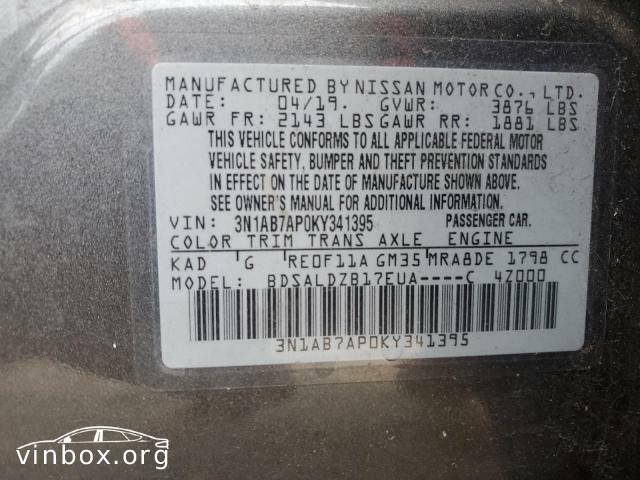 MANUFACTURED BY NISSAN MOTOR CO., LTD.
DATE: 04/19. GVWR: 3876 LBS
GAWR FR: 2143 LBS GAWR RR: 1881 LBS
THIS VEHICLE CONFORMS TO ALL APPLICABLE FEDERAL MOTOR
VEHICLE SAFETY, BUMPER AND THEFT PREVENTION STANDARDS
IN EFFECT ON THE DATE OF MANUFACTURE SHOWN ABOVE.
SEE OWNER'S MANUAL FOR ADDITIONAL INFORMATION.
VIN: 3N1AB7AP0KY341395 PASSENGER CAR.
COLOR TRIM TRANS AXLE ENGINE
KAD G RE0F11A GM35 MRA8DE 1798 CC
MODEL: BDSALDZB17EUA----C 4Z000
3N1AB7AP0KY341395
vinbox.org